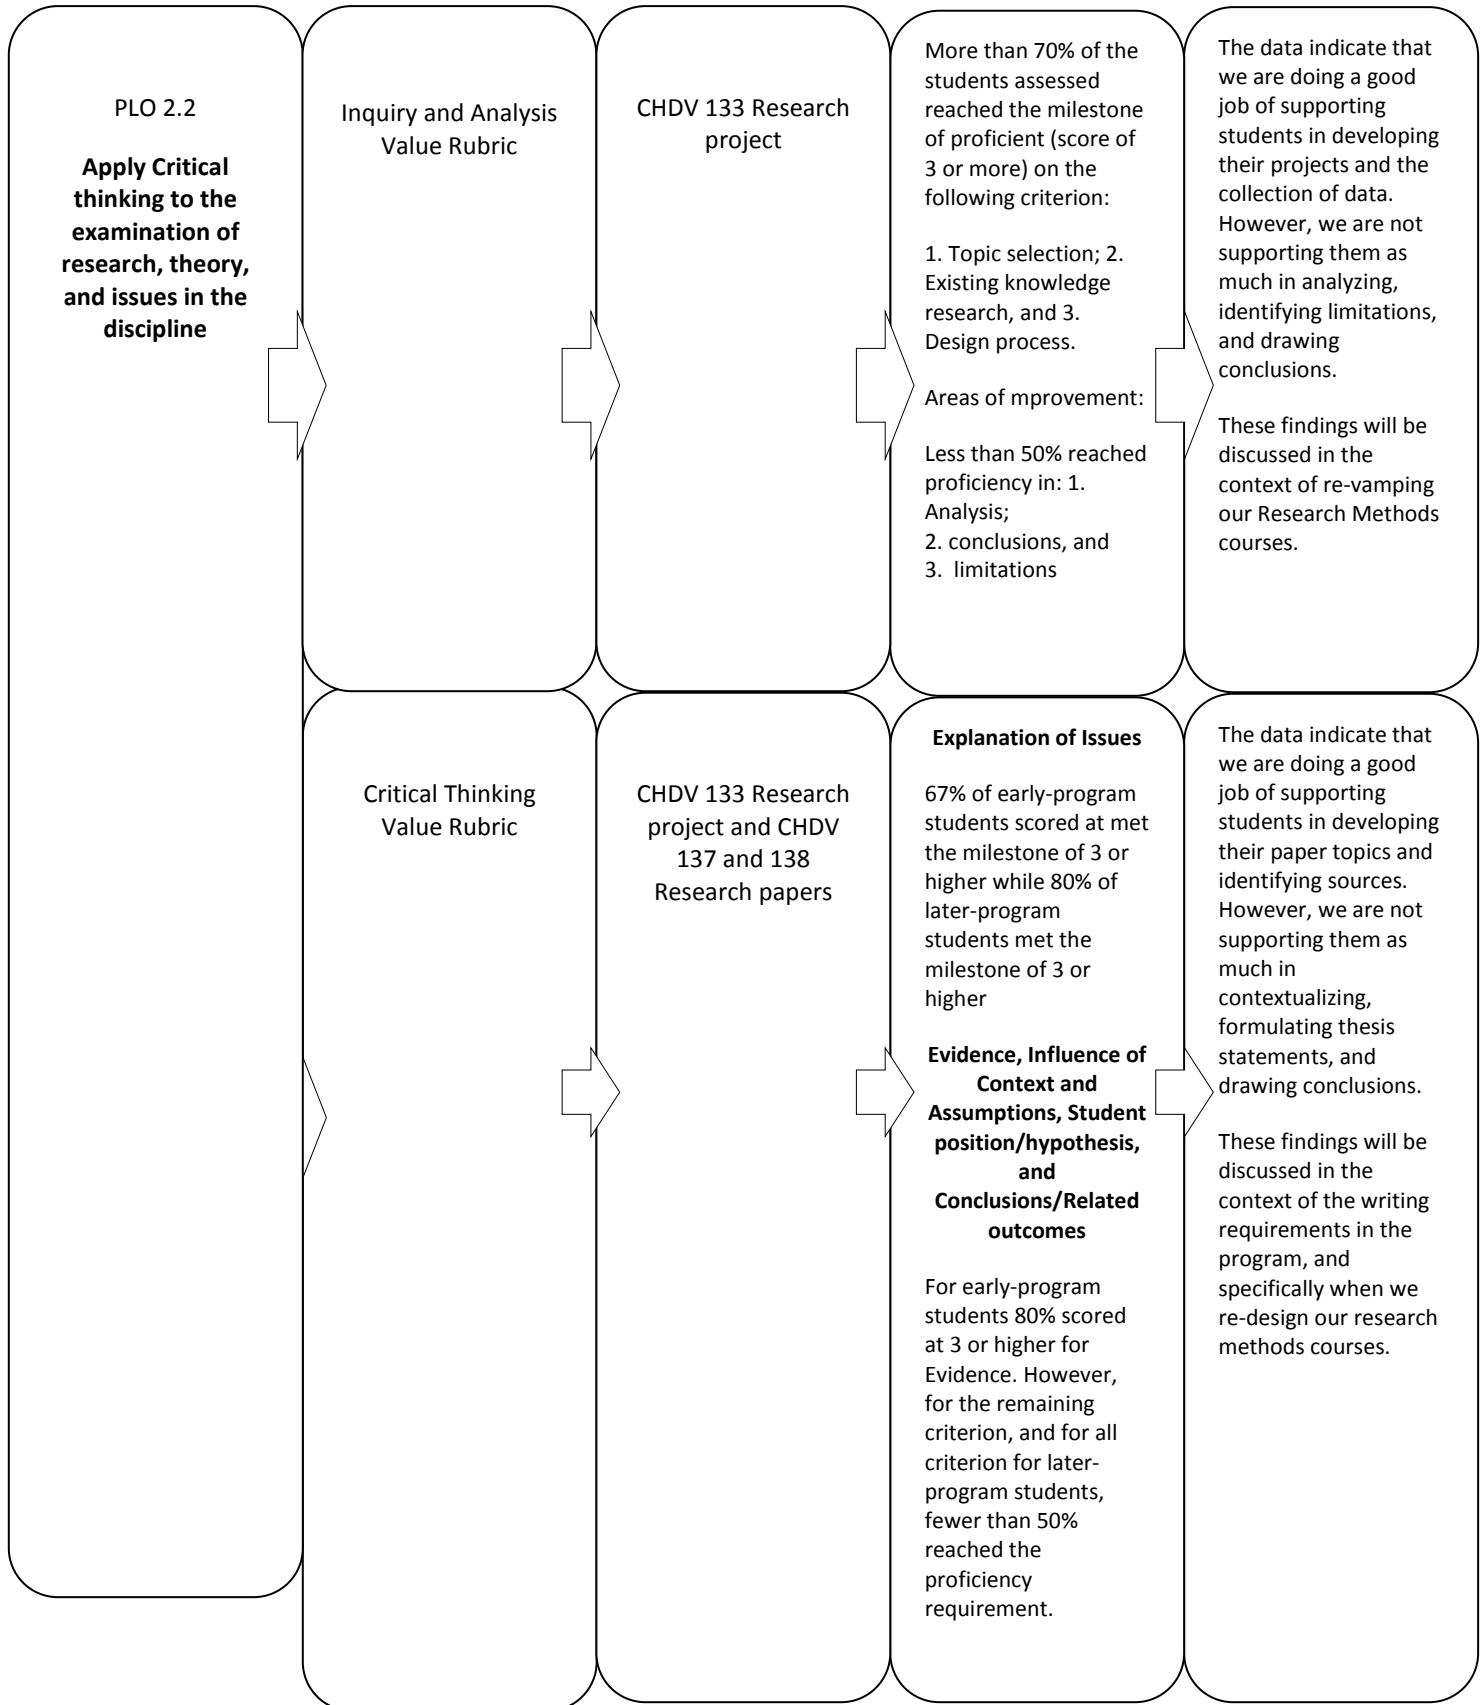 PLO 2.2
Apply Critical
thinking to the
examination of
research, theory,
and issues in the
discipline
Inquiry and Analysis
Value Rubric
CHDV 133 Research
project
More than 70% of the
students assessed
reached the milestone
of proficient (score of
3 or more) on the
following criterion:
1. Topic selection; 2.
Existing knowledge
research, and 3.
Design process.
Areas of mprovement:
Less than 50% reached
proficiency in: 1.
Analysis;
2. conclusions, and
3. limitations
The data indicate that
we are doing a good
job of supporting
students in developing
their projects and the
collection of data.
However, we are not
supporting them as
much in analyzing,
identifying limitations,
and drawing
conclusions.
These findings will be
discussed in the
context of re-vamping
our Research Methods
courses.
Critical Thinking
Value Rubric
CHDV 133 Research
project and CHDV
137 and 138
Research papers
Explanation of Issues
67% of early-program
students scored at met
the milestone of 3 or
higher while 80% of
later-program
students met the
milestone of 3 or
higher
Evidence, Influence of
Context and
Assumptions, Student
position/hypothesis,
and
Conclusions/Related
outcomes
For early-program
students 80% scored
at 3 or higher for
Evidence. However,
for the remaining
criterion, and for all
criterion for later-
program students,
fewer than 50%
reached the
proficiency
requirement.
The data indicate that
we are doing a good
job of supporting
students in developing
their paper topics and
identifying sources.
However, we are not
supporting them as
much in
contextualizing,
formulating thesis
statements, and
drawing conclusions.
These findings will be
discussed in the
context of the writing
requirements in the
program, and
specifically when we
re-design our research
methods courses.